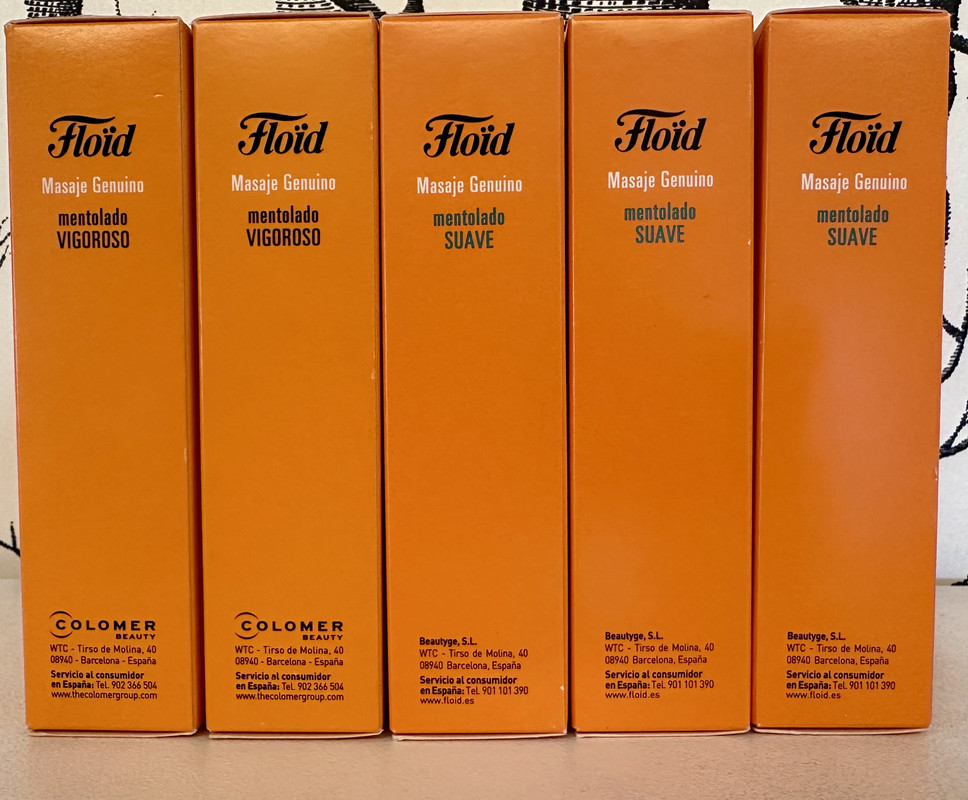 Floïd
Masaje Genuino
mentolado
VIGOROSO
COLOMER
BEAUTY
WTC - Tirso de Molina, 40
08940 - Barcelona - España
Servicio al consumidor
en España: Tel. 902 366 504
www.thecolomergroup.com
Floïd
Masaje Genuino
mentolado
VIGOROSO
COLOMER
BEAUTY
WTC - Tirso de Molina, 40
08940 - Barcelona - España
Servicio al consumidor
en España: Tel. 902 366 504
www.thecolomergroup.com
Floïd
Masaje Genuino
mentolado
SUAVE
Beautyge, S.L.
WTC - Tirso de Molina, 40
08940 Barcelona, España
Servicio al consumidor
en España: Tel. 901 101 390
www.floid.es
Floïd
Masaje Genuino
mentolado
SUAVE
Beautyge, S.L.
WTC - Tirso de Molina, 40
08940 Barcelona, España
Servicio al consumidor
en España: Tel. 901 101 390
www.floid.es
Floïd
Masaje Genuino
mentolado
SUAVE
Beautyge, S.L.
WTC - Tirso de Molina, 40
08940 Barcelona, España
Servicio al consumidor
en España: Tel. 901 101 390
www.floid.es